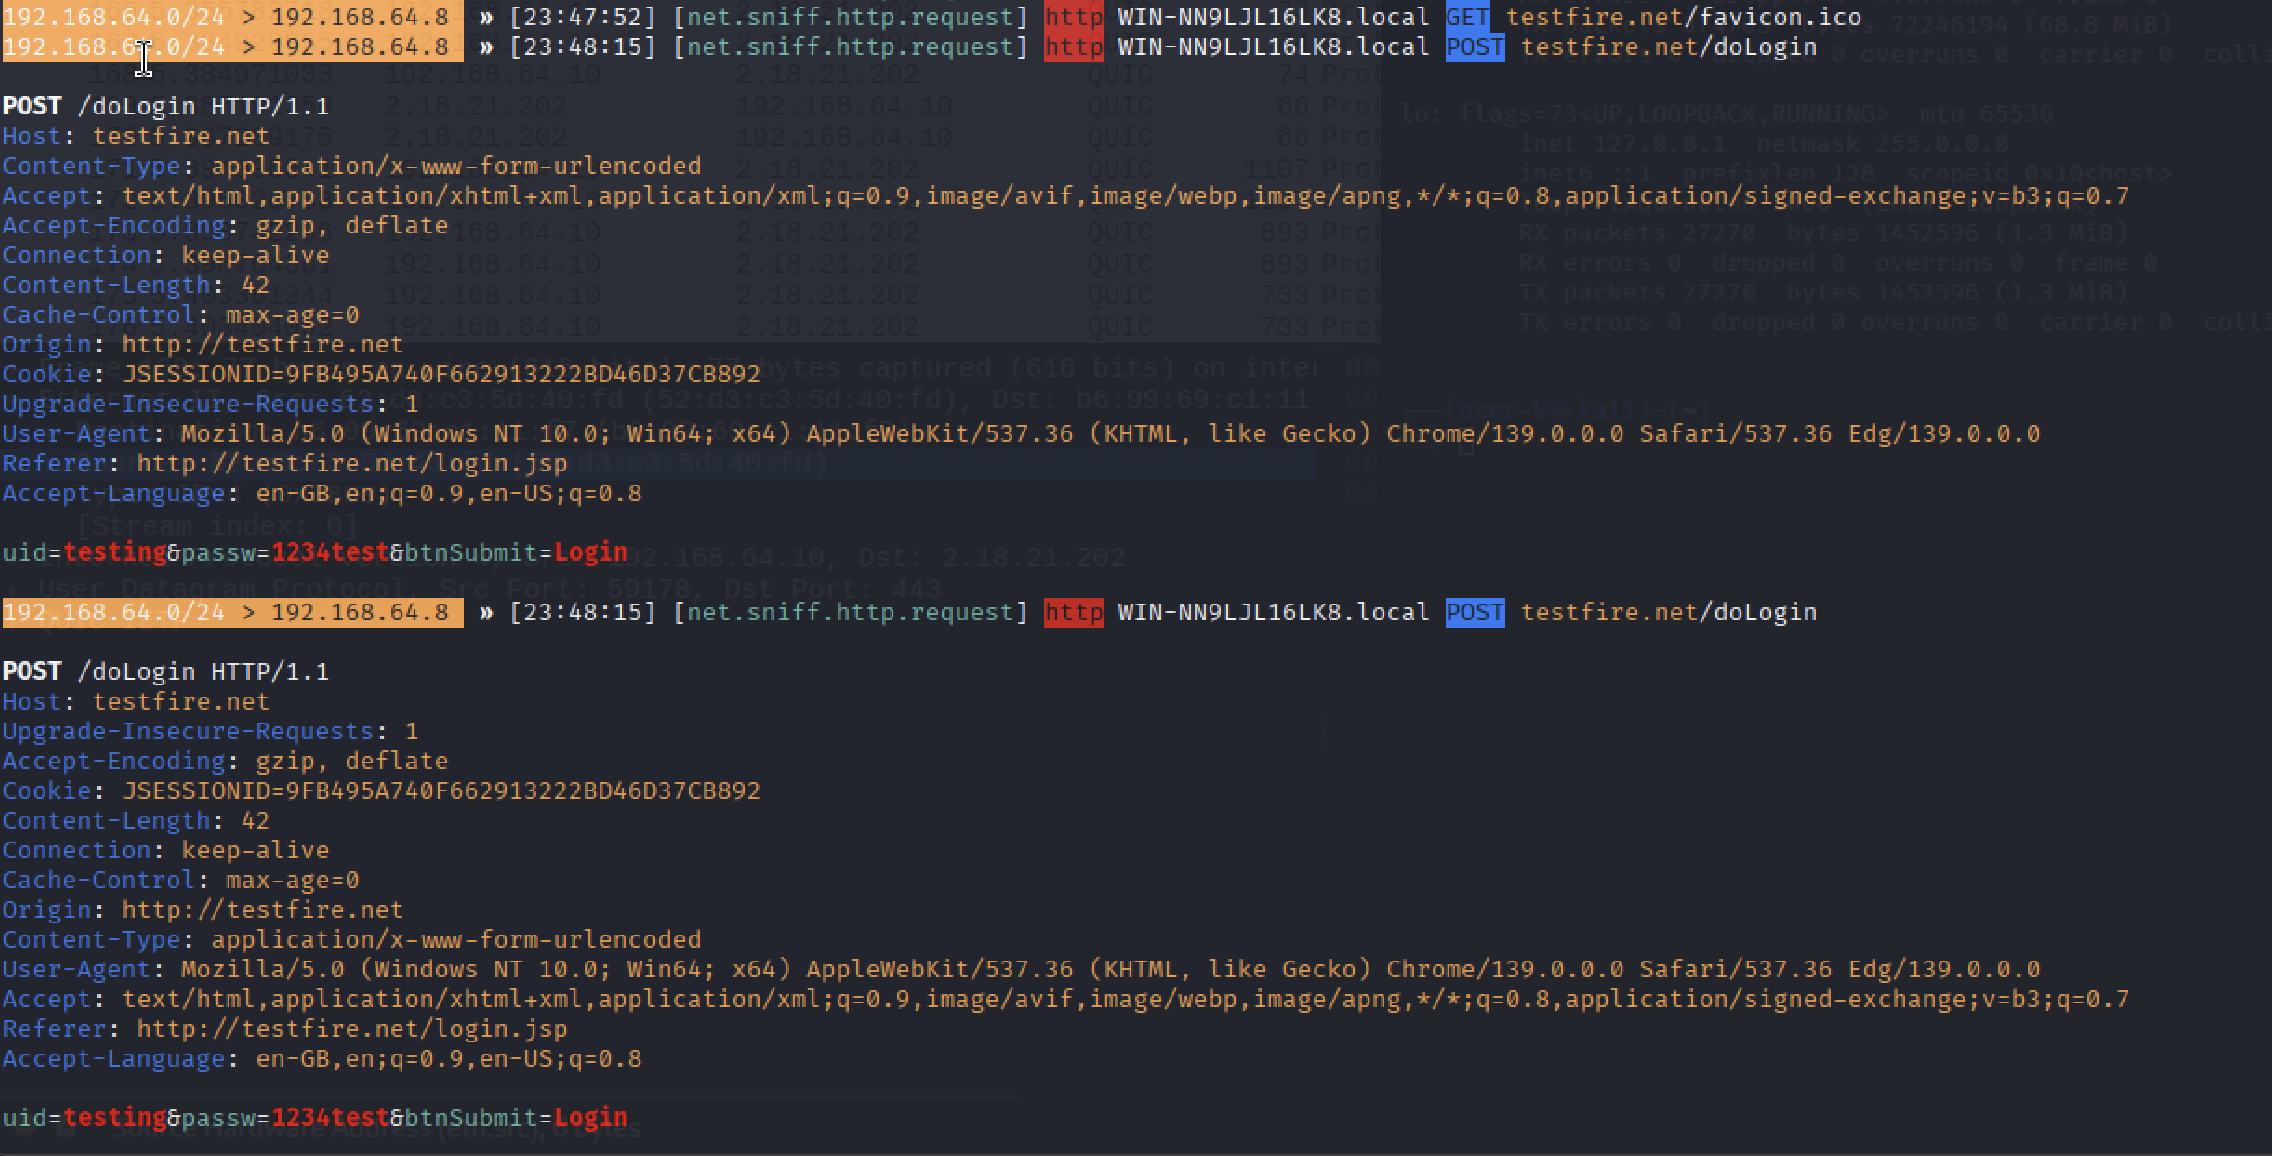 192.168.64.0/24 > 192.168.64.8 » [23:47:52] [net.sniff.http.request] http WIN-NN9LJL16LK8.local GET testfire.net/favicon.ico
192.168.64.0/24 > 192.168.64.8 » [23:48:15] [net.sniff.http.request] http WIN-NN9LJL16LK8.local POST testfire.net/doLogin
POST /doLogin HTTP/1.1
Host: testfire.net
Content-Type: application/x-www-form-urlencoded
Accept: text/html,application/xhtml+xml,application/xml;q=0.9,image/avif,image/webp,image/apng,*/*;q=0.8,application/signed-exchange;v=b3;q=0.7
Accept-Encoding: gzip, deflate
Connection: keep-alive
Content-Length: 42
Cache-Control: max-age=0
Origin: http://testfire.net
Cookie: JSESSIONID=9FB495A740F662913222BD46D37CB892
Upgrade-Insecure-Requests: 1
User-Agent: Mozilla/5.0 (Windows NT 10.0; Win64; x64) AppleWebKit/537.36 (KHTML, like Gecko) Chrome/139.0.0.0 Safari/537.36 Edg/139.0.0.0
Referer: http://testfire.net/login.jsp
Accept-Language: en-GB,en;q=0.9,en-US;q=0.8
uid=testing&passw=1234test&btnSubmit=Login
192.168.64.0/24 > 192.168.64.8 » [23:48:15] [net.sniff.http.request] http WIN-NN9LJL16LK8.local POST testfire.net/doLogin
POST /doLogin HTTP/1.1
Host: testfire.net
Upgrade-Insecure-Requests: 1
Accept-Encoding: gzip, deflate
Cookie: JSESSIONID=9FB495A740F662913222BD46D37CB892
Content-Length: 42
Connection: keep-alive
Cache-Control: max-age=0
Origin: http://testfire.net
Content-Type: application/x-www-form-urlencoded
User-Agent: Mozilla/5.0 (Windows NT 10.0; Win64; x64) AppleWebKit/537.36 (KHTML, like Gecko) Chrome/139.0.0.0 Safari/537.36 Edg/139.0.0.0
Accept: text/html,application/xhtml+xml,application/xml;q=0.9,image/avif,image/webp,image/apng,*/*;q=0.8,application/signed-exchange;v=b3;q=0.7
Referer: http://testfire.net/login.jsp
Accept-Language: en-GB,en;q=0.9,en-US;q=0.8
uid=testing&passw=1234test&btnSubmit=Login